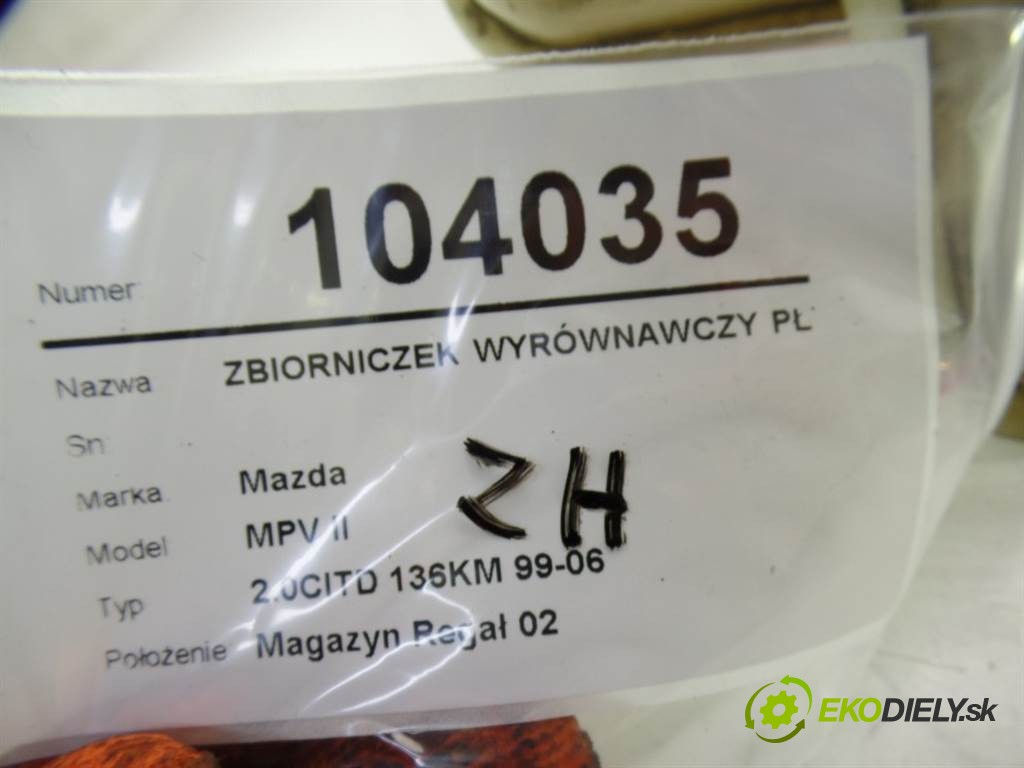 Numer 104035
Nazwa ZBIORNICZEK WYRÓWNAWCZY PŁ
Sn
Marka Mazda
ZH
Model MPV II
Typ 2.0CITD 136KM 99-06
Położenie Magazyn Regał 02
EKODIELY.sk